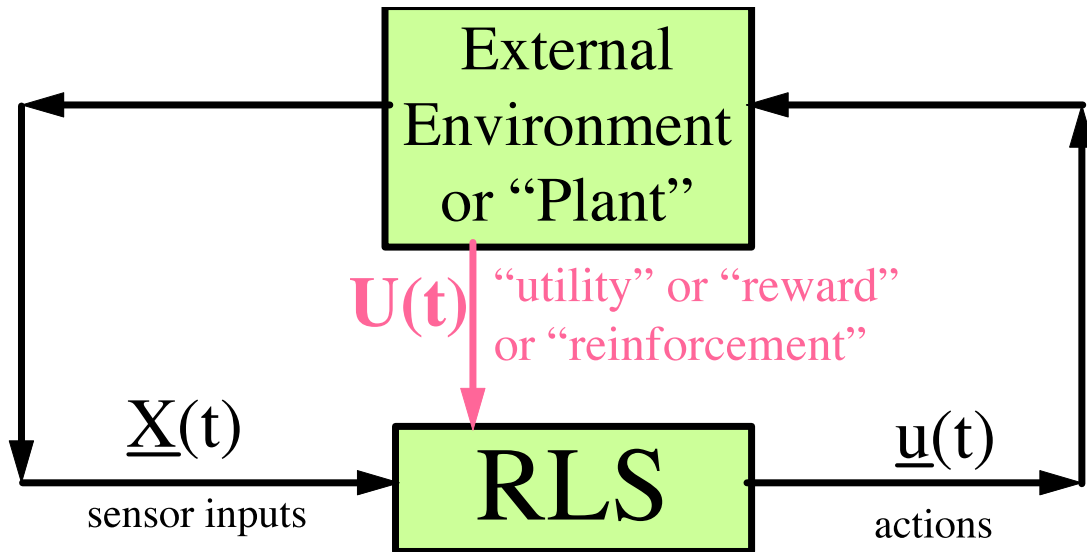 External
Environment
or “Plant”
U(t)
“utility” or “reward”
or “reinforcement”
X(t)
sensor inputs
RLS
u(t)
actions